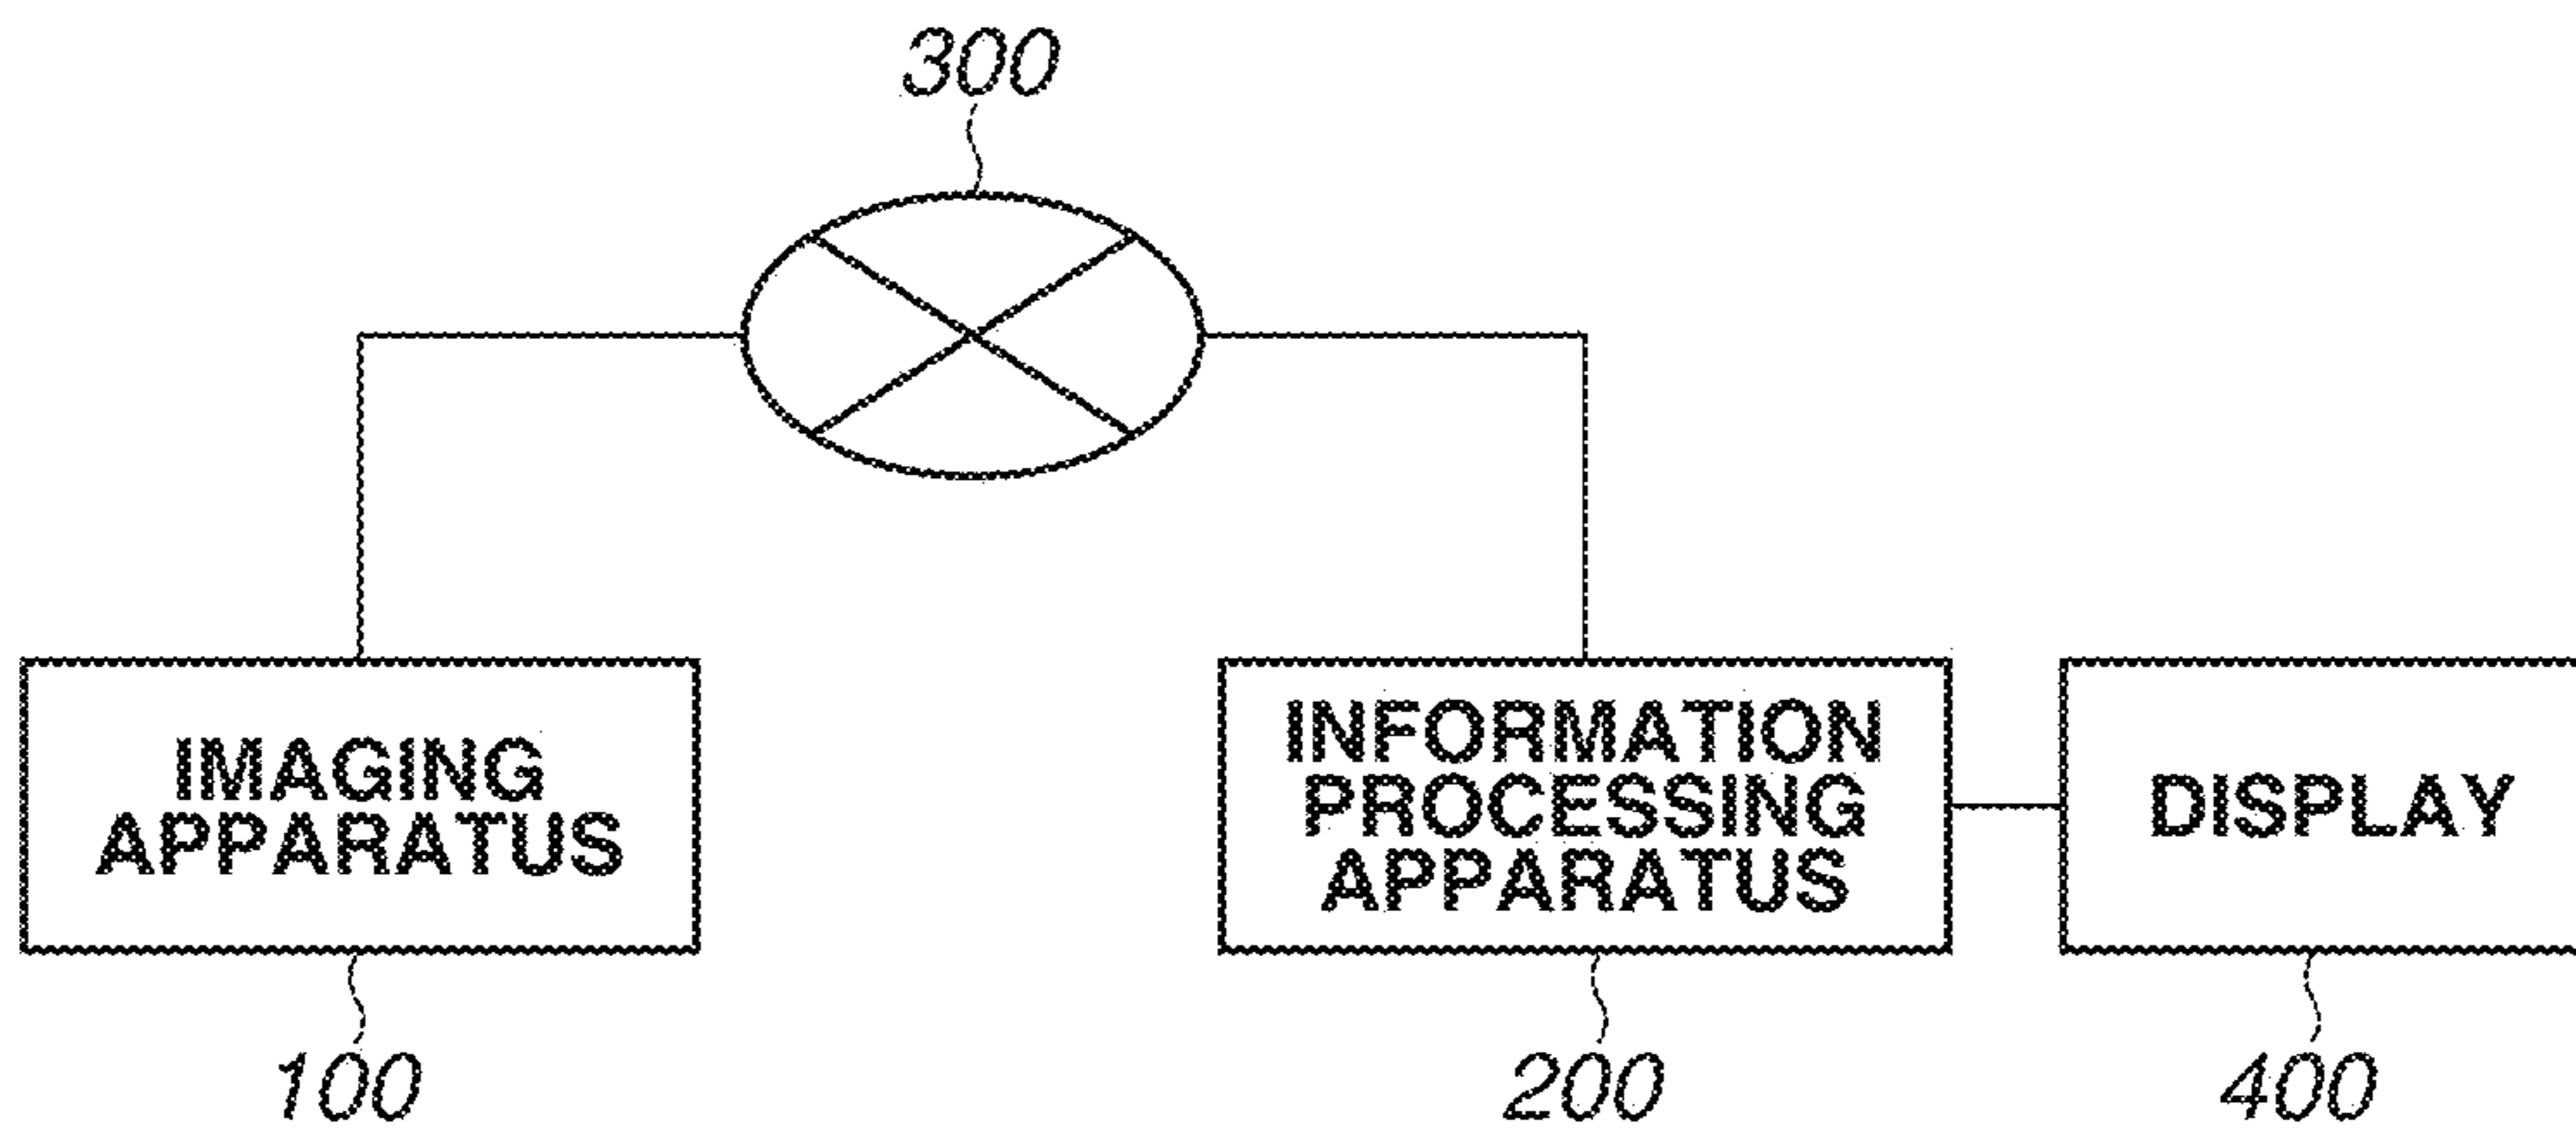 300
IMAGING
APPARATUS
INFORMATION
PROCESSING
APPARATUS
DISPLAY
100
200
400